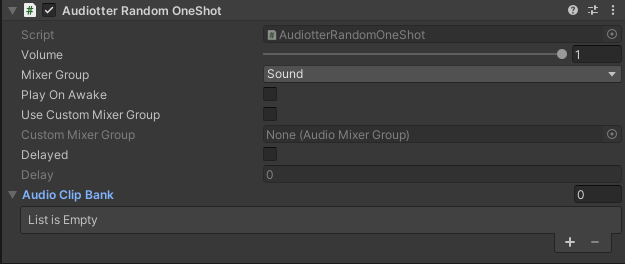 # Audiotter Random OneShot
Script # AudiotterRandomOneShot
Volume 1
Mixer Group Sound
Play On Awake
Use Custom Mixer Group
Custom Mixer Group None (Audio Mixer Group)
Delayed
Delay 0
Audio Clip Bank 0
List is Empty
+ −